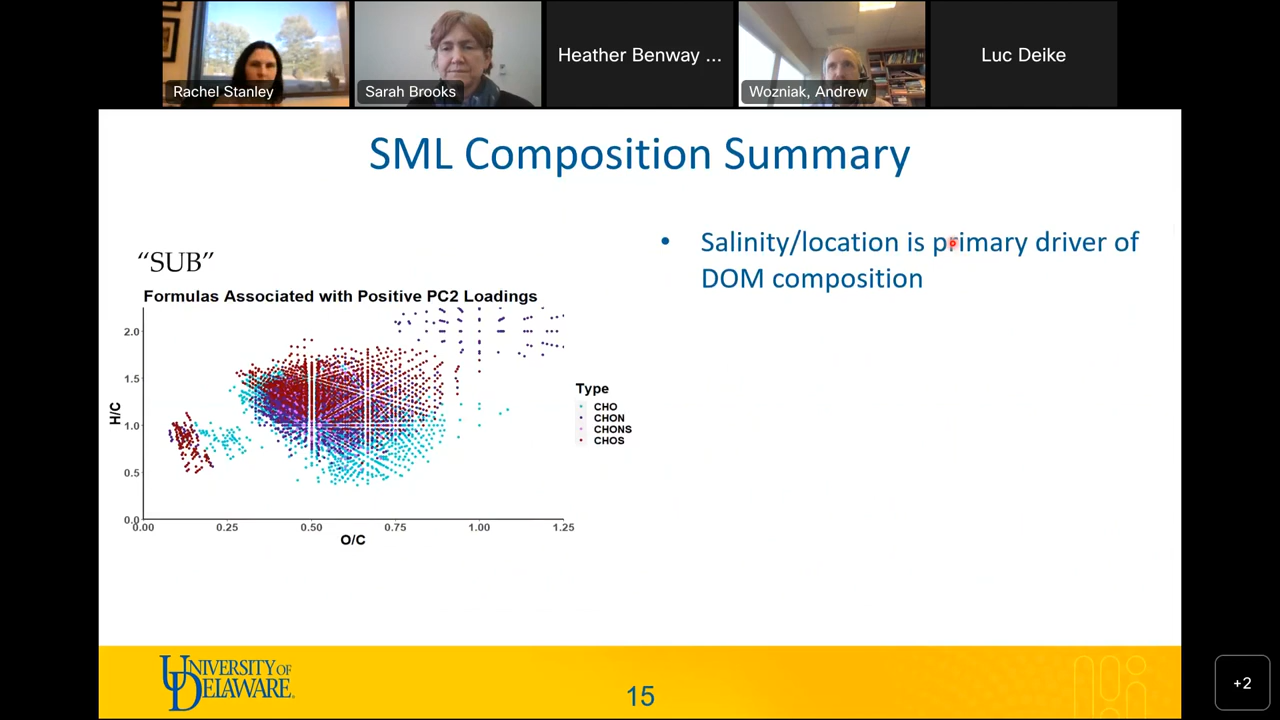 Rachel Stanley
Sarah Brooks
Heather Benway ...
Wozniak, Andrew
Luc Deike
SML Composition Summary
"SUB"
Formulas Associated with Positive PC2 Loadings
• Salinity/location is primary driver of
DOM composition
H/C
2.0
1.5
1.0
0.5
0.0
0.00 0.25 0.50 0.75 1.00 1.25
O/C
Type
CHO
CHON
CHONS
CHOS
UNIVERSITY OF
DELAWARE
15
+2